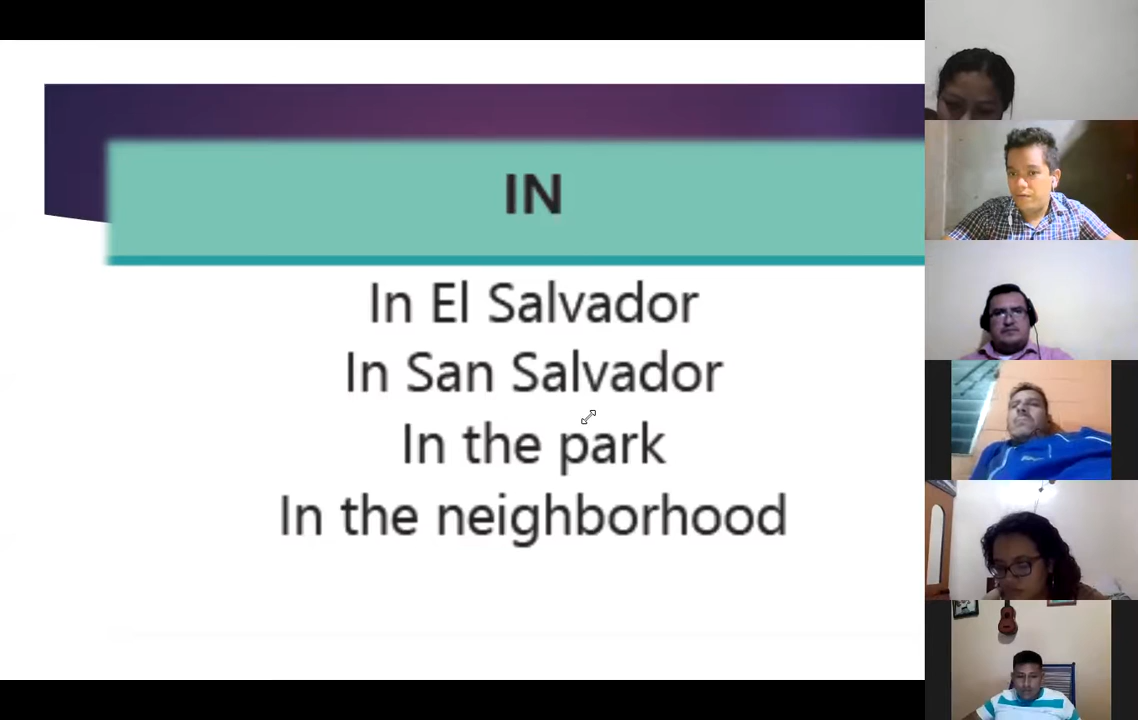 IN
In El Salvador
In San Salvador
In the park
In the neighborhood